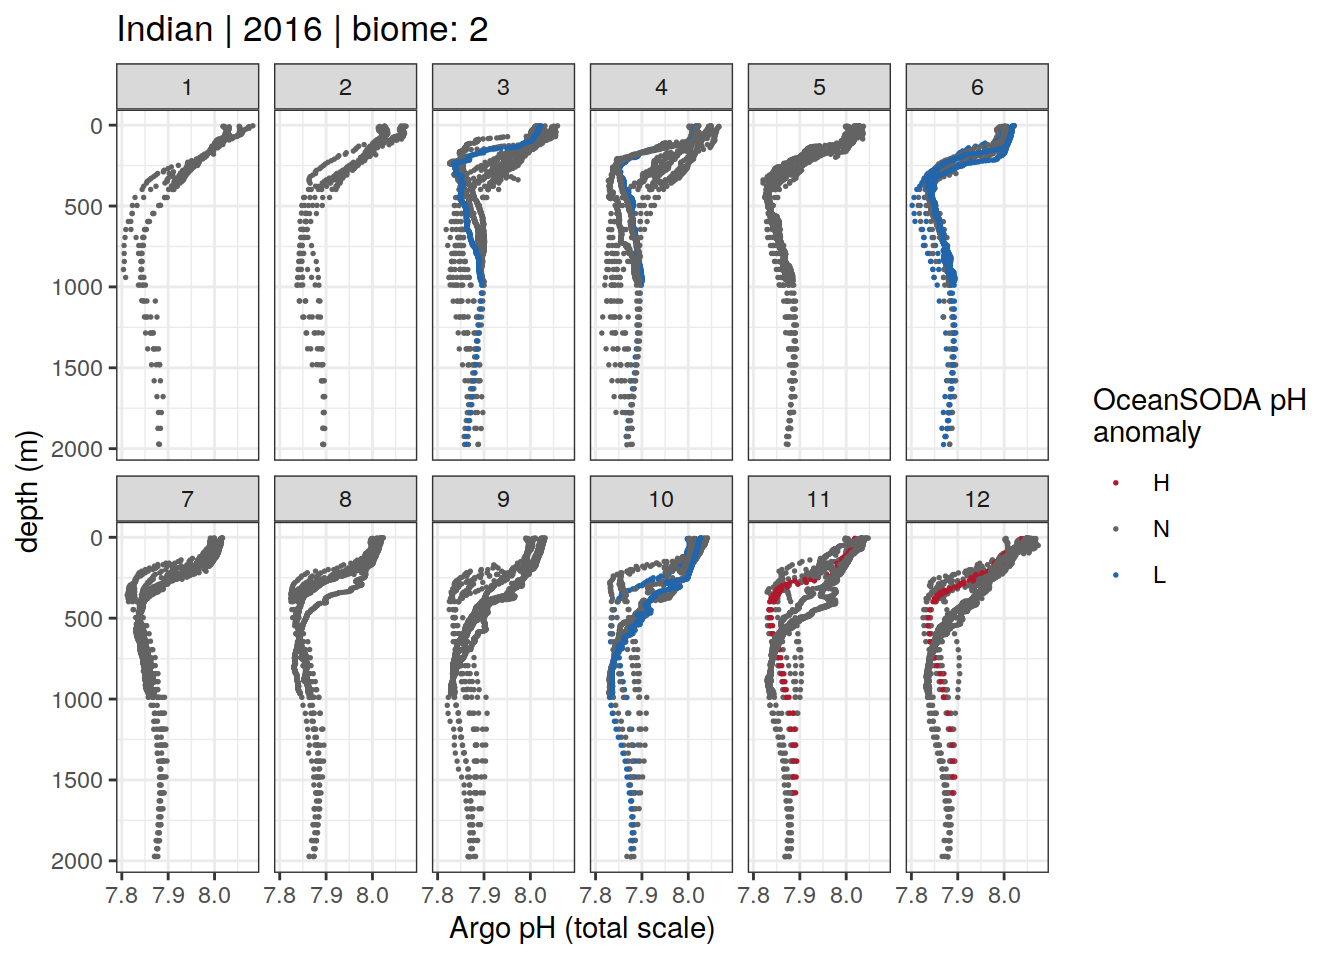 Indian | 2016 | biome: 2
1 2 3 4 5 6
0
500
1000
1500
2000
7 8 9 10 11 12
0
500
1000
1500
2000
7.8 7.9 8.0 7.8 7.9 8.0 7.8 7.9 8.0 7.8 7.9 8.0 7.8 7.9 8.0 7.8 7.9 8.0
Argo pH (total scale)
depth (m)
OceanSODA pH
anomaly
H
N
L